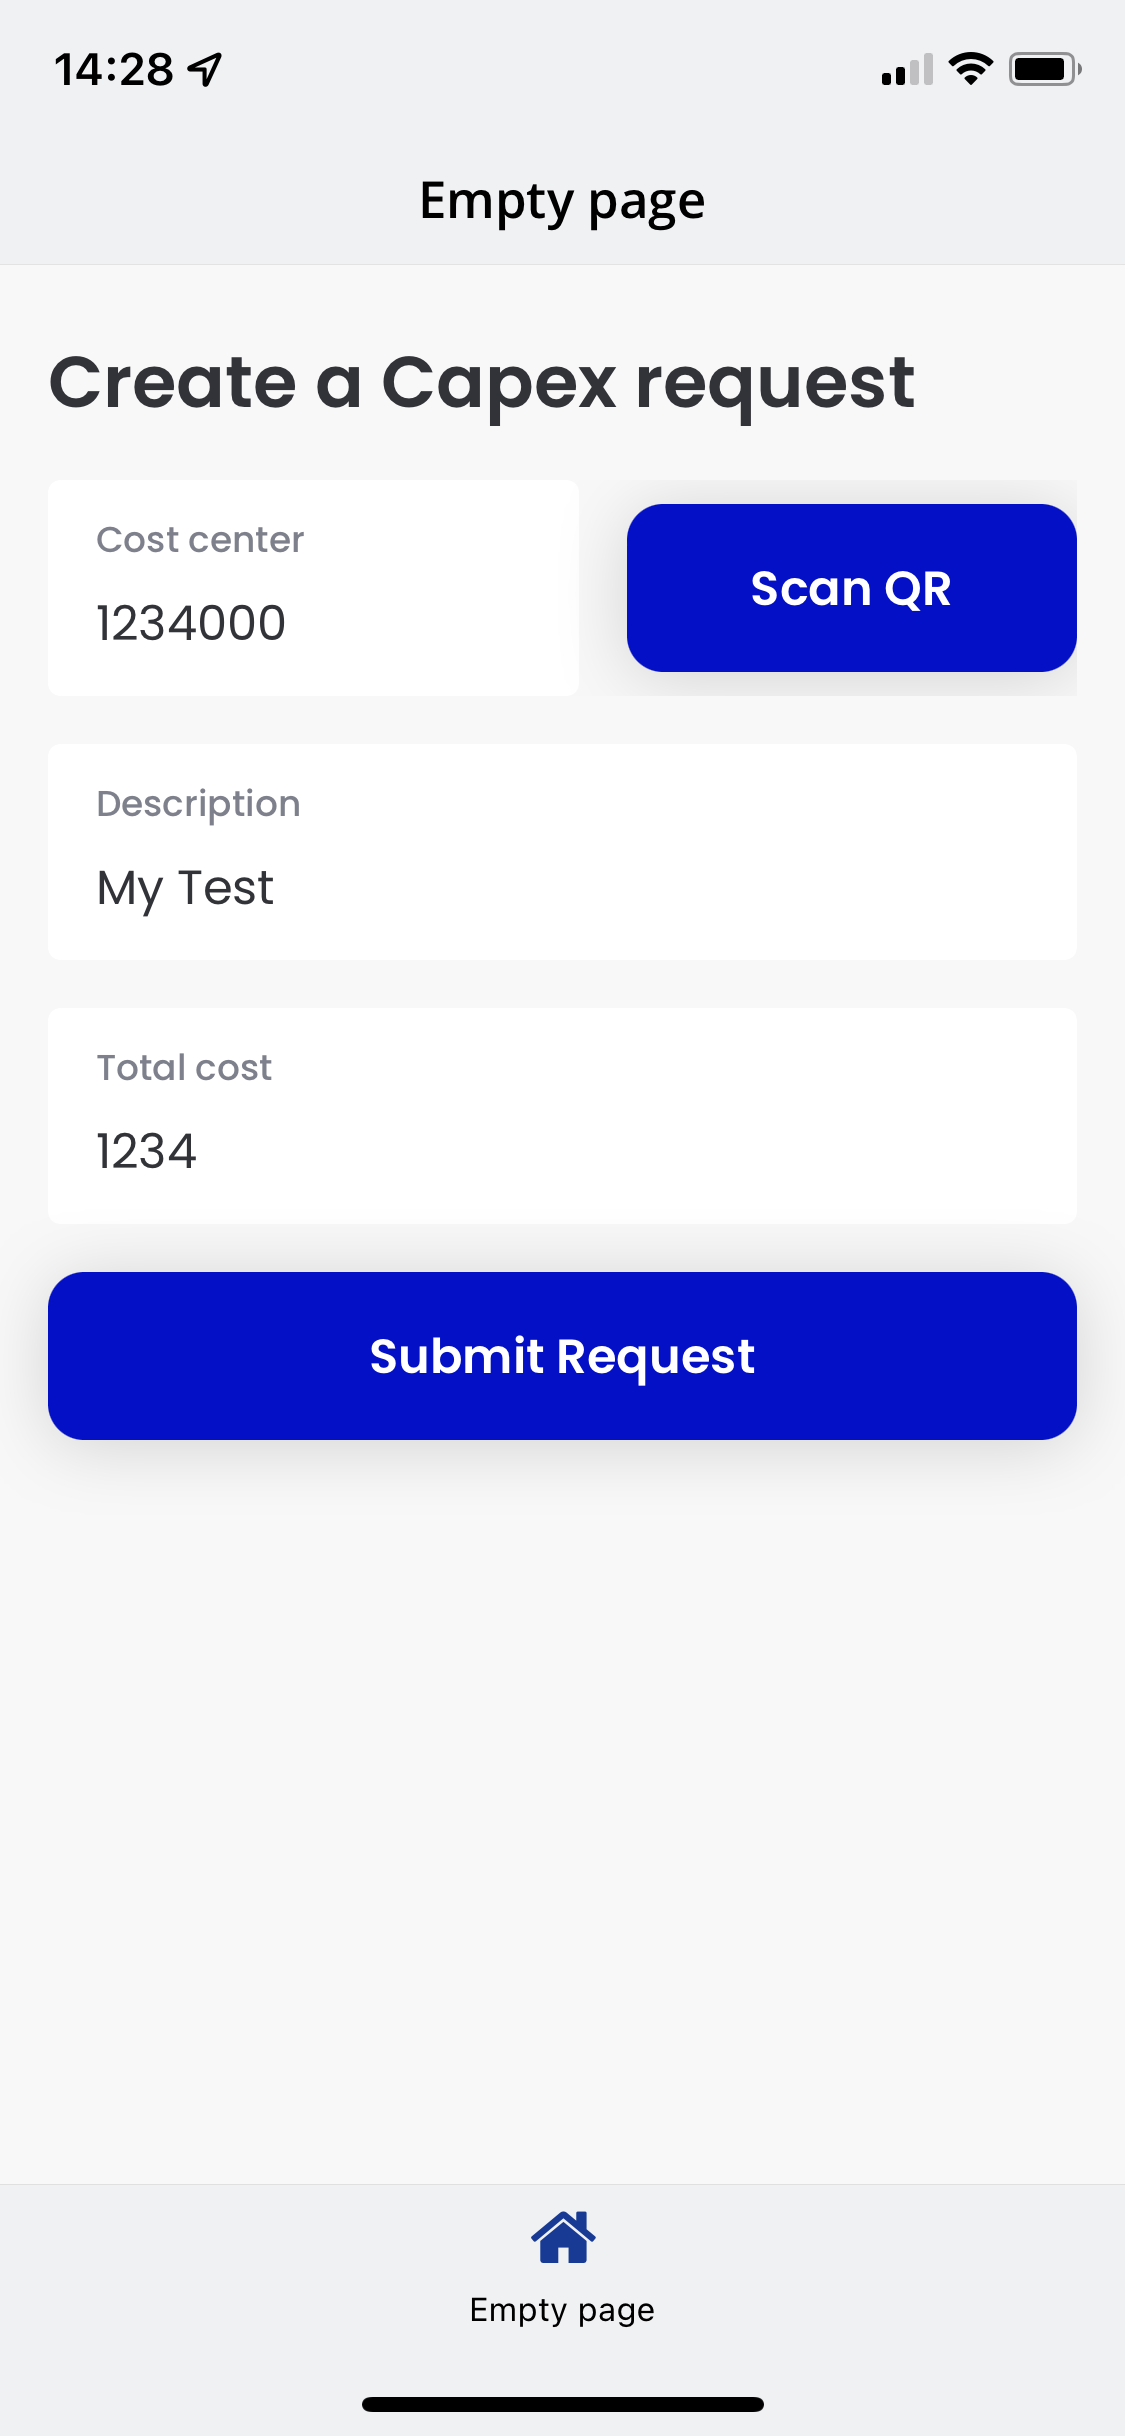 14:28
Empty page
Create a Capex request
Cost center
1234000
Scan QR
Description
My Test
Total cost
1234
Submit Request
Empty page